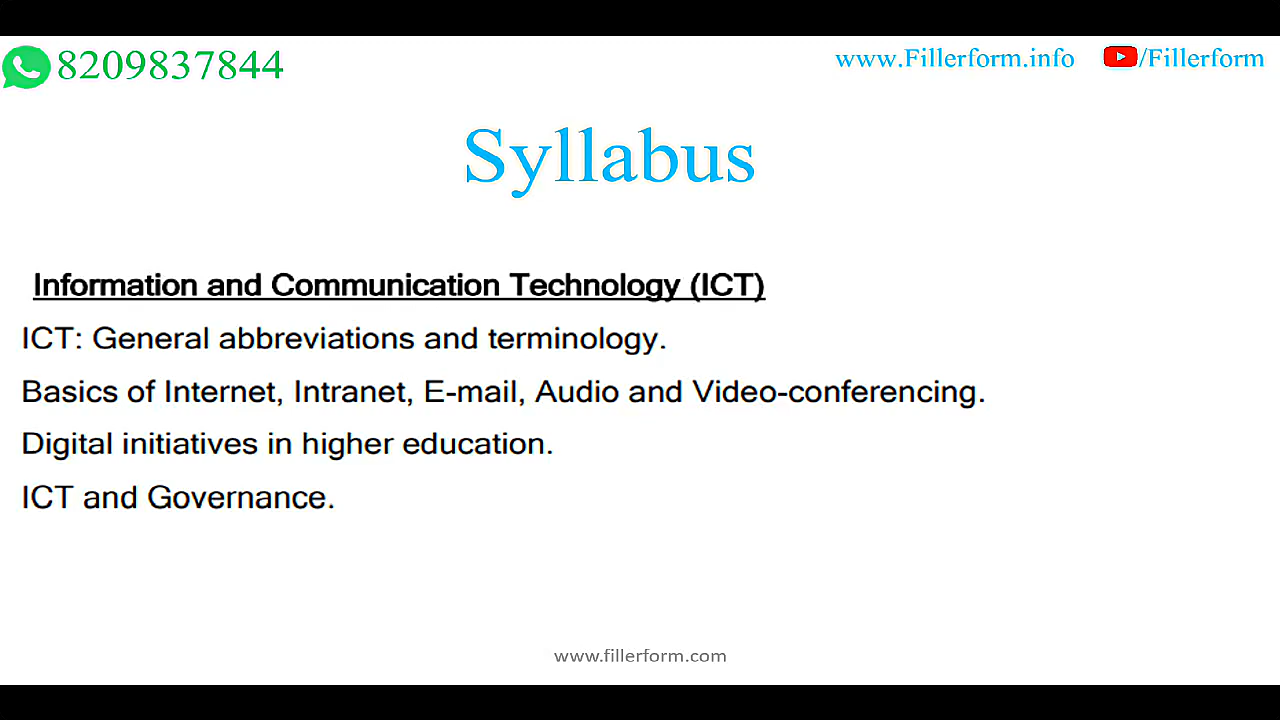 8209837844
www.Fillerform.info /Fillerform
Syllabus
Information and Communication Technology (ICT)
ICT: General abbreviations and terminology.
Basics of Internet, Intranet, E-mail, Audio and Video-conferencing.
Digital initiatives in higher education.
ICT and Governance.
www.fillerform.com